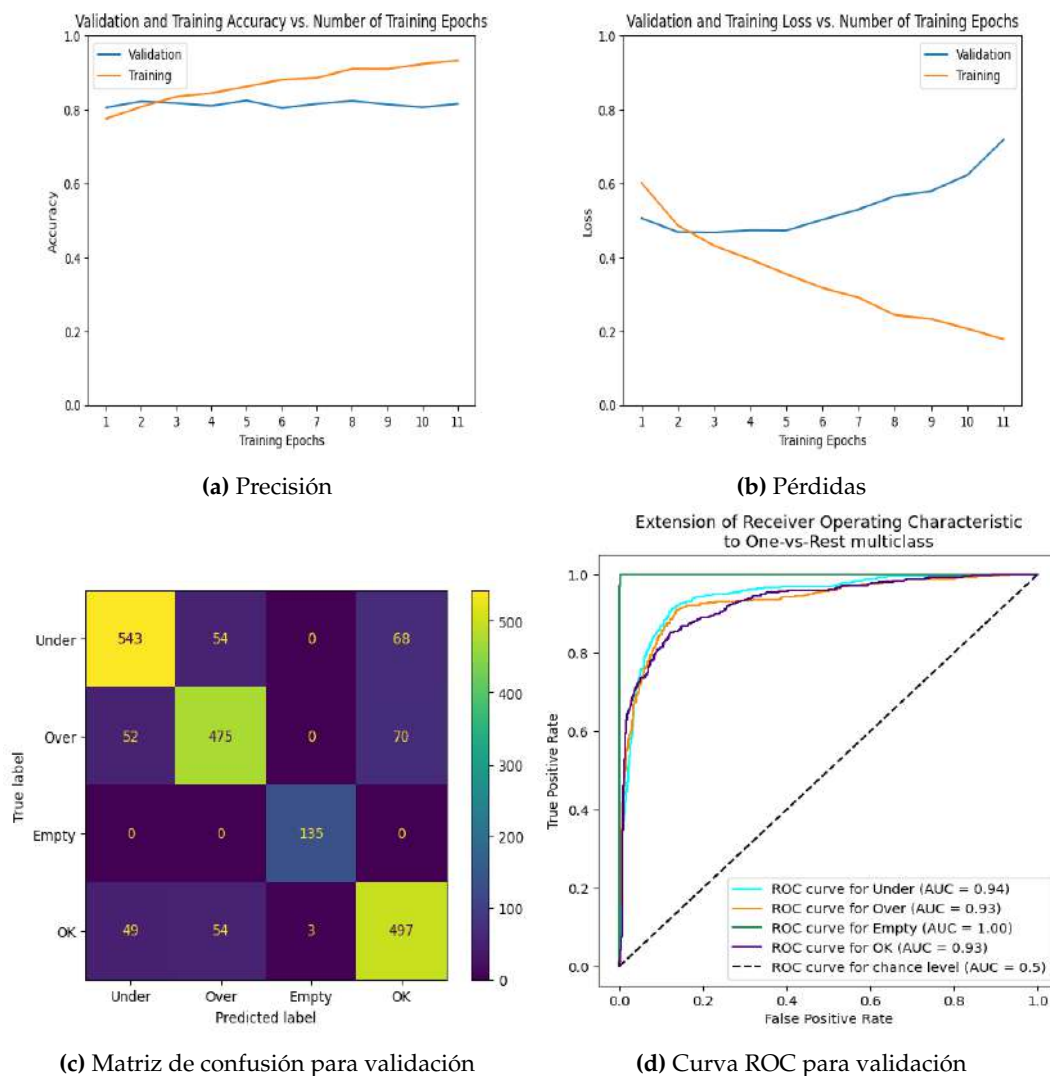 Validation and Training Accuracy vs. Number of Training Epochs
1.0
0.8
0.6
0.4
0.2
0.0
Accuracy
Validation
Training
1 2 3 4 5 6 7 8 9 10 11
Training Epochs
(a) Precisión
Validation and Training Loss vs. Number of Training Epochs
1.0
0.8
0.6
0.4
0.2
0.0
Loss
Validation
Training
1 2 3 4 5 6 7 8 9 10 11
Training Epochs
(b) Pérdidas
True label
Under 543 54 0 68
Over 52 475 0 70
Empty 0 0 135 0
OK 49 54 3 497
Under Over Empty OK
Predicted label
500
400
300
200
100
0
(c) Matriz de confusión para validación
Extension of Receiver Operating Characteristic
to One-vs-Rest multiclass
1.0
0.8
0.6
0.4
0.2
0.0
True Positive Rate
ROC curve for Under (AUC = 0.94)
ROC curve for Over (AUC = 0.93)
ROC curve for Empty (AUC = 1.00)
ROC curve for OK (AUC = 0.93)
ROC curve for chance level (AUC = 0.5)
0.0 0.2 0.4 0.6 0.8 1.0
False Positive Rate
(d) Curva ROC para validación